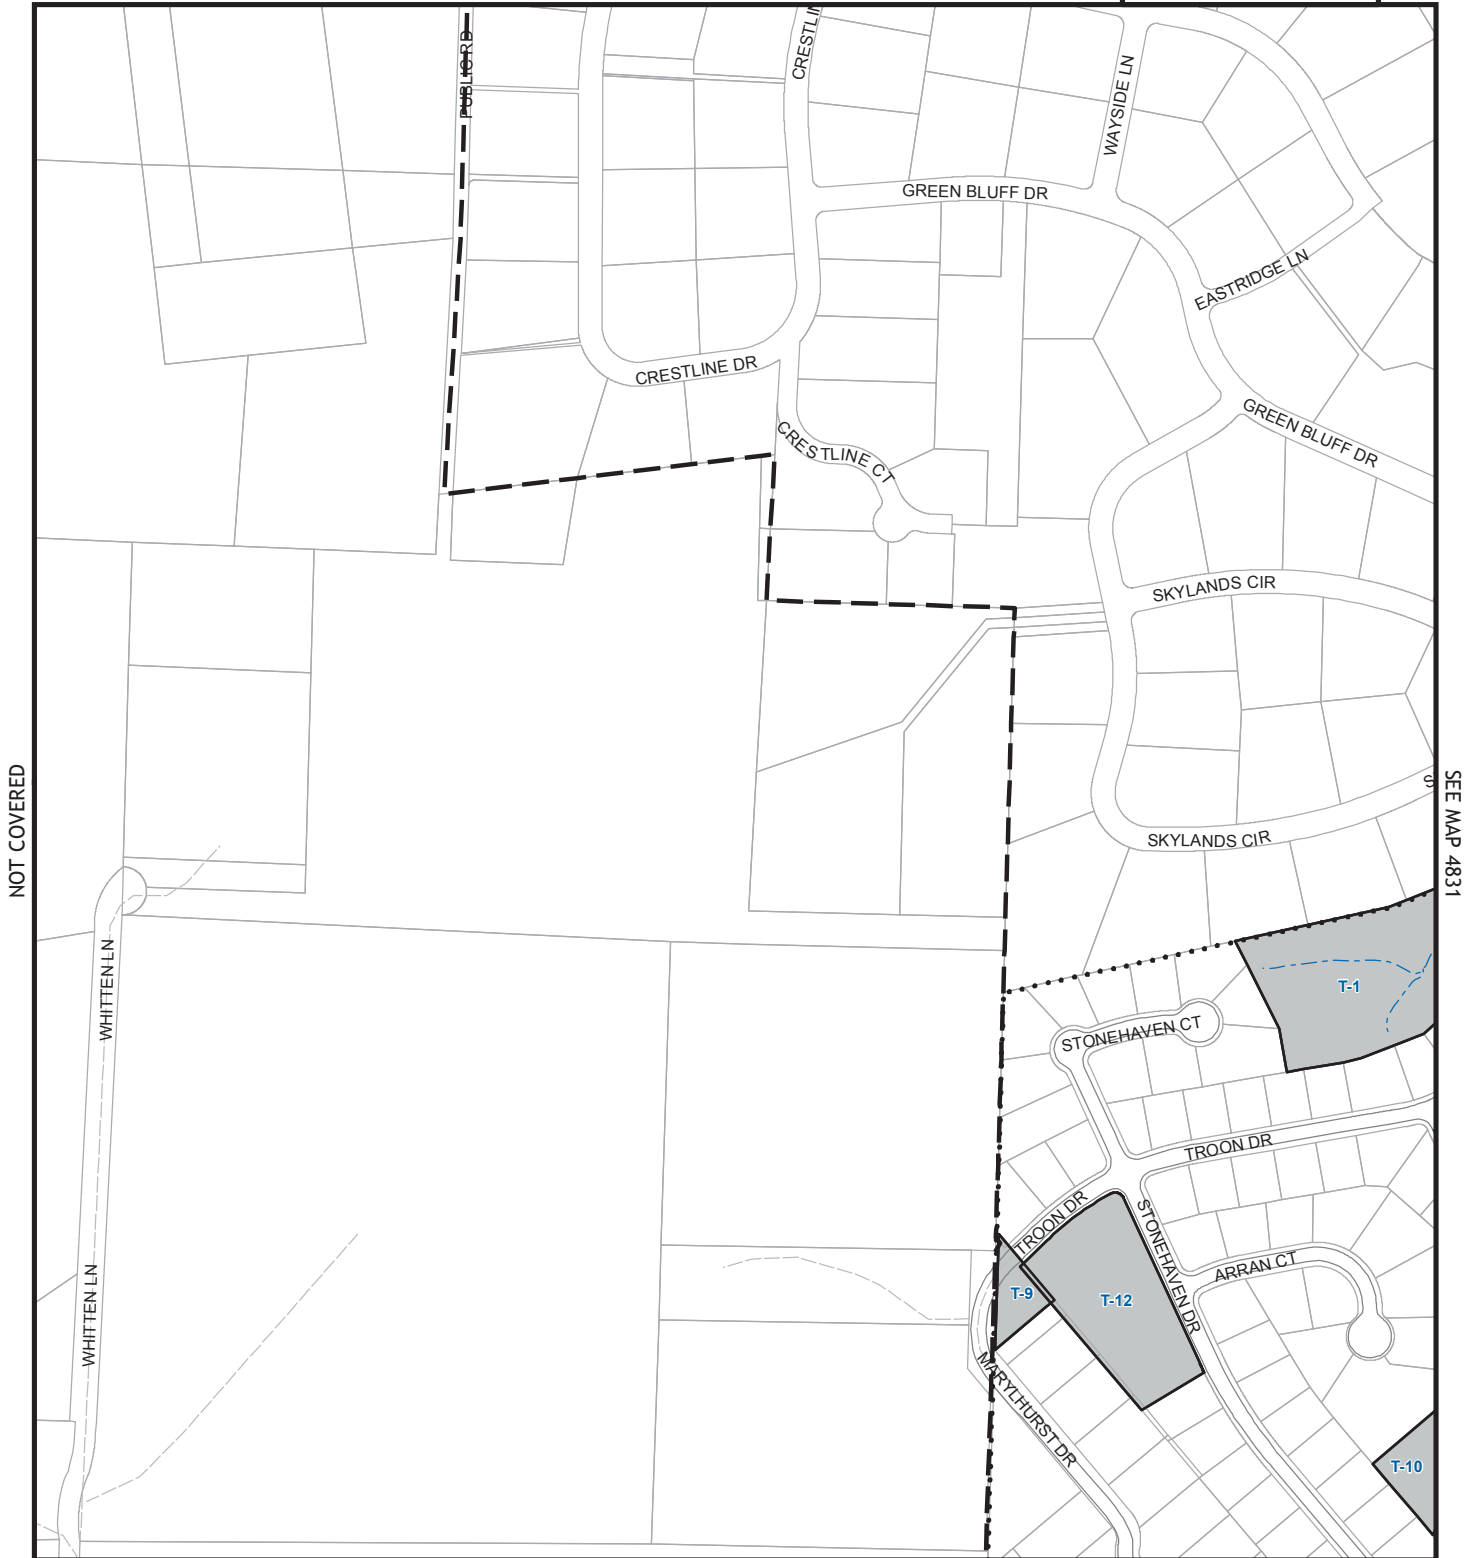 PUBLIC RD
CRESTLIN
WAYSIDE LN
GREEN BLUFF DR
EASTRIDGE LN
CRESTLINE DR
GREEN BLUFF DR
CRESTLINE CT
SKYLANDS CIR
NOT COVERED
S
SEE MAP 4831
SKYLANDS CIR
WHITTEN LN
T-1
STONEHAVEN CT
TROON DR
TROON DR
STONEHAVEN DR
ARRAN CT
T-9
T-12
WHITTEN LN
MARYLHURST DR
T-10